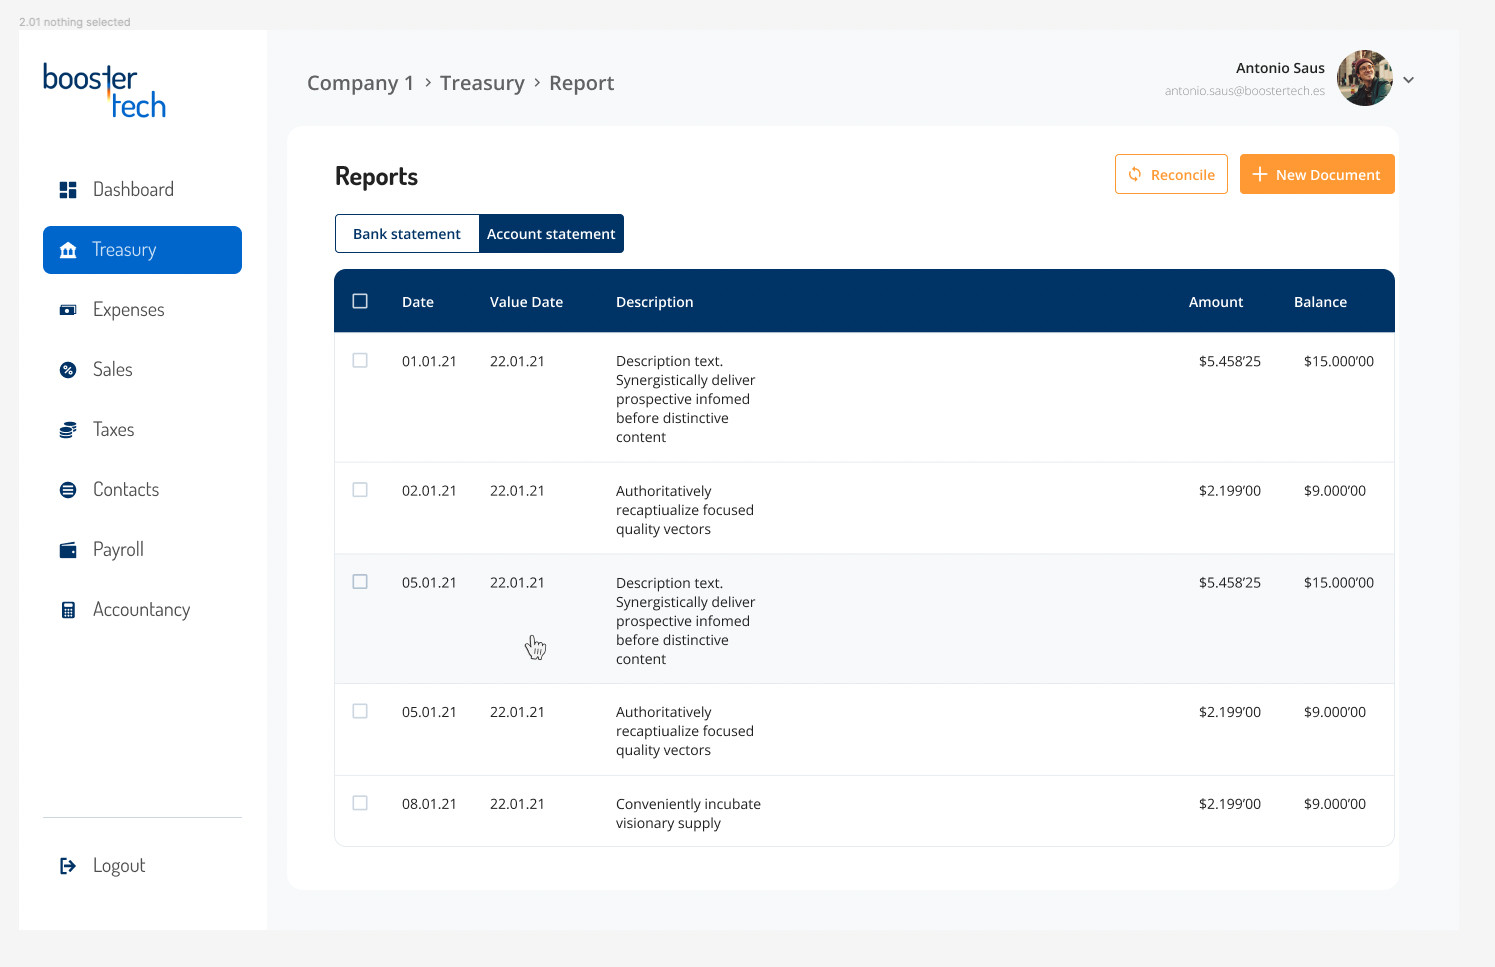 2.01 nothing selected
booster
tech
Company 1 > Treasury > Report
Antonio Saus
antonio.saus@boostertech.es
Dashboard
Treasury
Expenses
Sales
Taxes
Contacts
Payroll
Accountancy
Logout
Reports
Reconcile
New Document
Bank statement
Account statement
Date Value Date Description Amount Balance
01.01.21 22.01.21 Description text. $5.458’25 $15.000’00
Synergistically deliver
prospective infomed
before distinctive
content
02.01.21 22.01.21 Authoritatively $2.199’00 $9.000’00
recaptiualize focused
quality vectors
05.01.21 22.01.21 Description text. $5.458’25 $15.000’00
Synergistically deliver
prospective infomed
before distinctive
content
05.01.21 22.01.21 Authoritatively $2.199’00 $9.000’00
recaptiualize focused
quality vectors
08.01.21 22.01.21 Conveniently incubate $2.199’00 $9.000’00
visionary supply